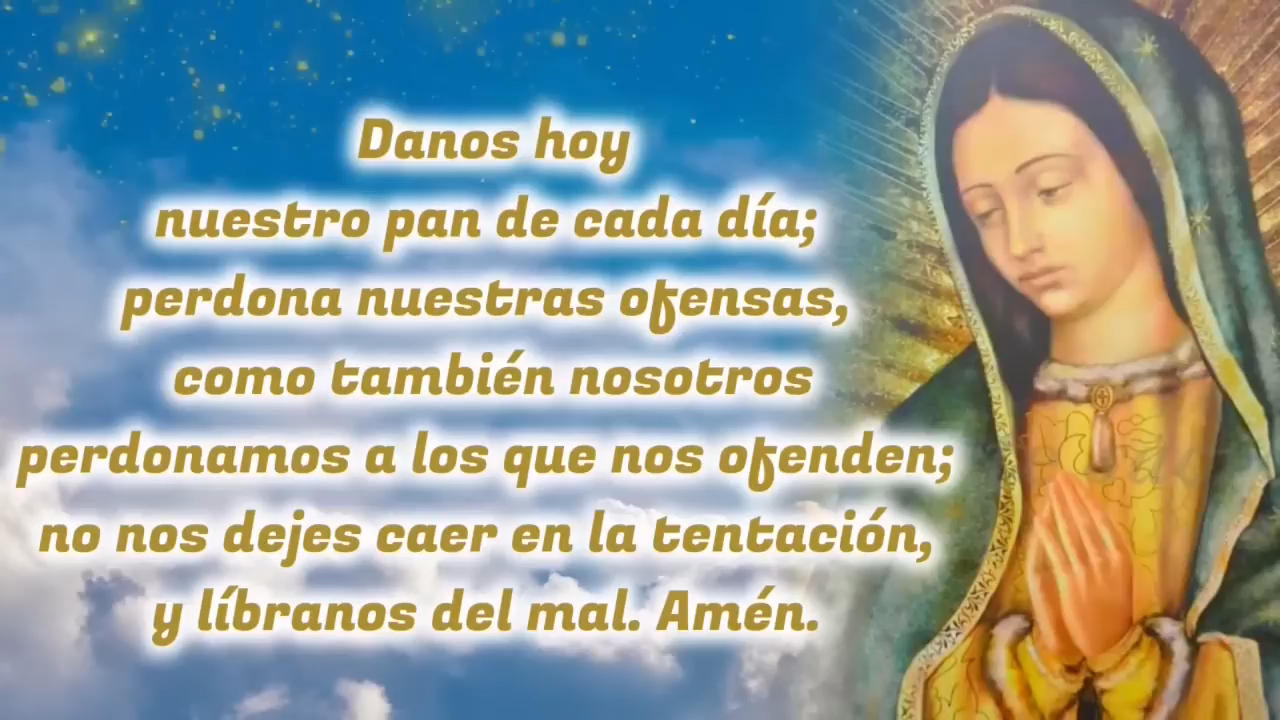 Danos hoy
nuestro pan de cada día;
perdona nuestras ofensas,
como también nosotros
perdonamos a los que nos ofenden;
no nos dejes caer en la tentación,
y líbranos del mal. Amén.